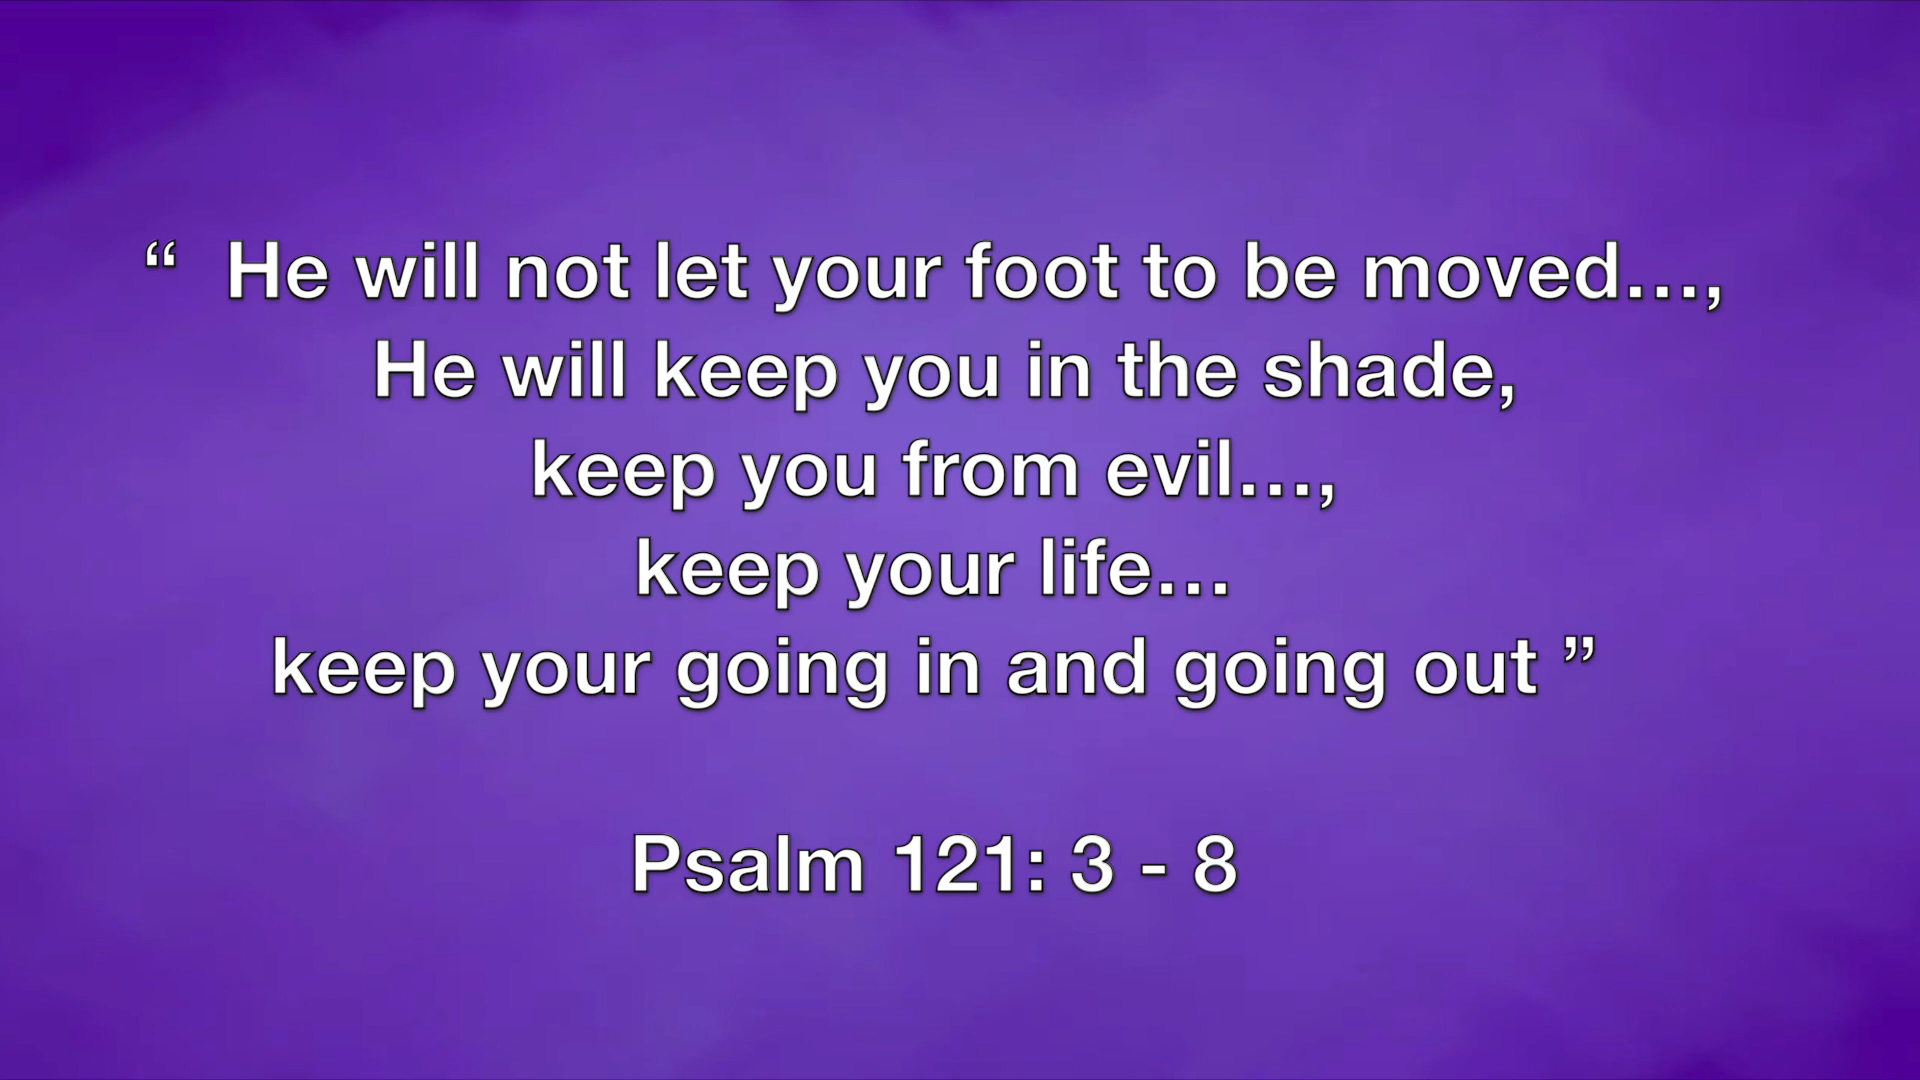 “ He will not let your foot to be moved…,
He will keep you in the shade,
keep you from evil…,
keep your life…
keep your going in and going out ”
Psalm 121: 3 - 8